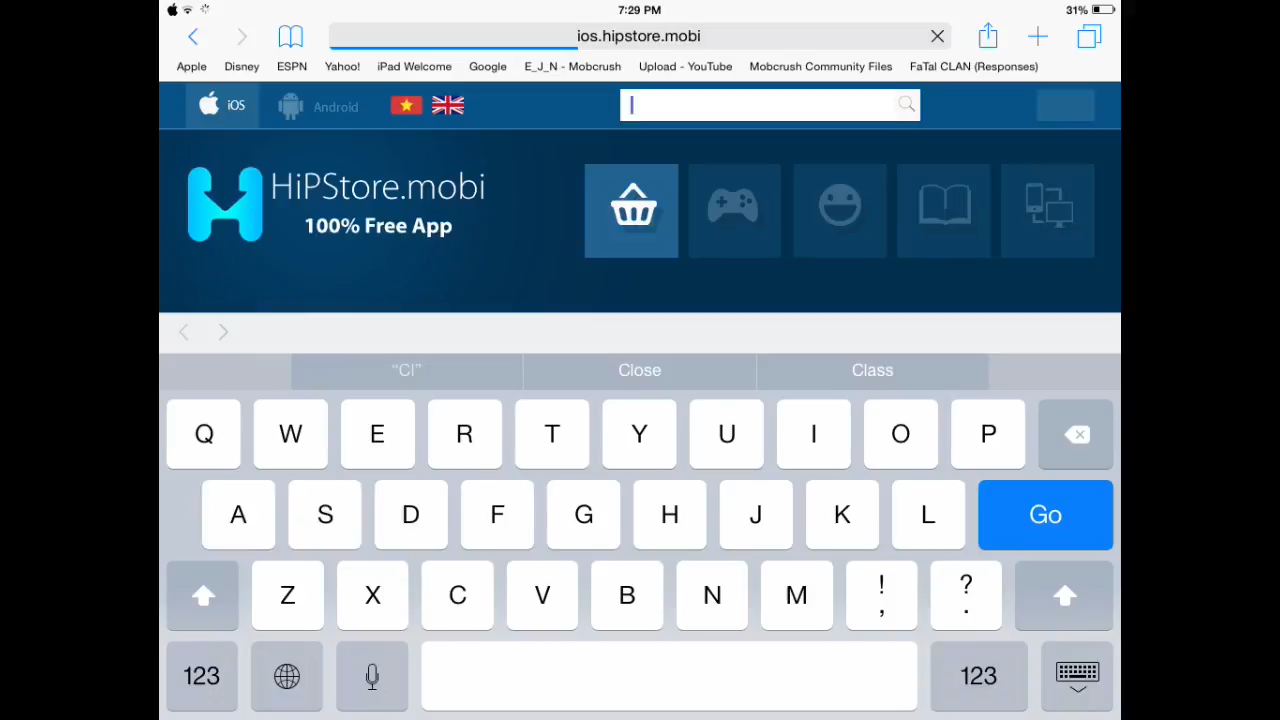 7:29 PM
31%
ios.hipstore.mobi
Apple Disney ESPN Yahoo! iPad Welcome Google E_J_N - Mobcrush Upload - YouTube Mobcrush Community Files FaTal CLAN (Responses)
iOS Android
HiPStore.mobi
100% Free App
“Cl” Close Class
Q W E R T Y U I O P
A S D F G H J K L Go
Z X C V B N M ! , ? .
123 123